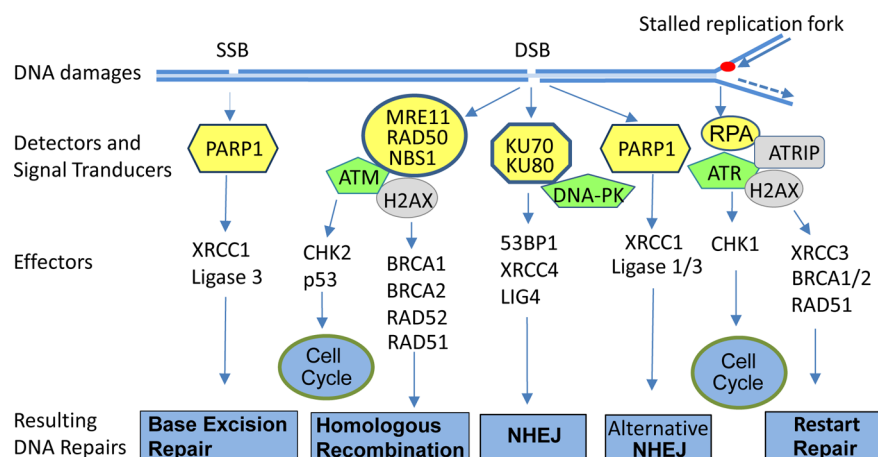 Stalled replication fork
SSB
DSB
DNA damages
Detectors and
Signal Tranducers
PARP1
MRE11
RAD50
NBS1
ATM
H2AX
KU70
KU80
DNA-PK
PARP1
RPA
ATRIP
ATR
H2AX
Effectors
XRCC1
Ligase 3
CHK2
p53
BRCA1
BRCA2
RAD52
RAD51
53BP1
XRCC4
LIG4
XRCC1
Ligase 1/3
CHK1
XRCC3
BRCA1/2
RAD51
Cell
Cycle
Cell
Cycle
Resulting
DNA Repairs
Base Excision
Repair
Homologous
Recombination
NHEJ
Alternative
NHEJ
Restart
Repair